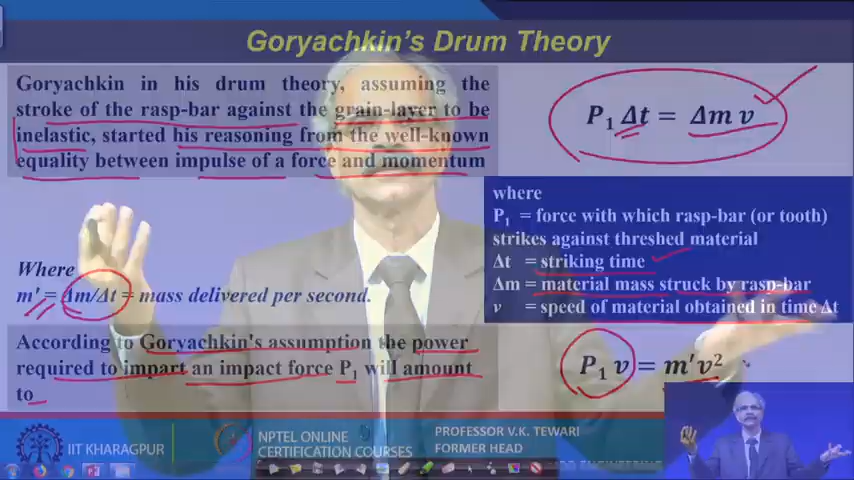 Goryachkin's Drum Theory
Goryachkin in his drum theory, assuming the
stroke of the rasp-bar against the grain-layer to be
inelastic, started his reasoning from the well-known
equality between impulse of a force and momentum
P₁ Δt = Δm v
where
P₁ = force with which rasp-bar (or tooth)
strikes against threshed material
Δt = striking time
Δm = material mass struck by rasp-bar
v = speed of material obtained in time Δt
Where
m' = Δm/Δt = mass delivered per second.
According to Goryachkin's assumption the power
required to impart an impact force P₁ will amount
to
P₁ v = m'v²
IIT KHARAGPUR
NPTEL ONLINE
CERTIFICATION COURSES
PROFESSOR V.K. TEWARI
FORMER HEAD